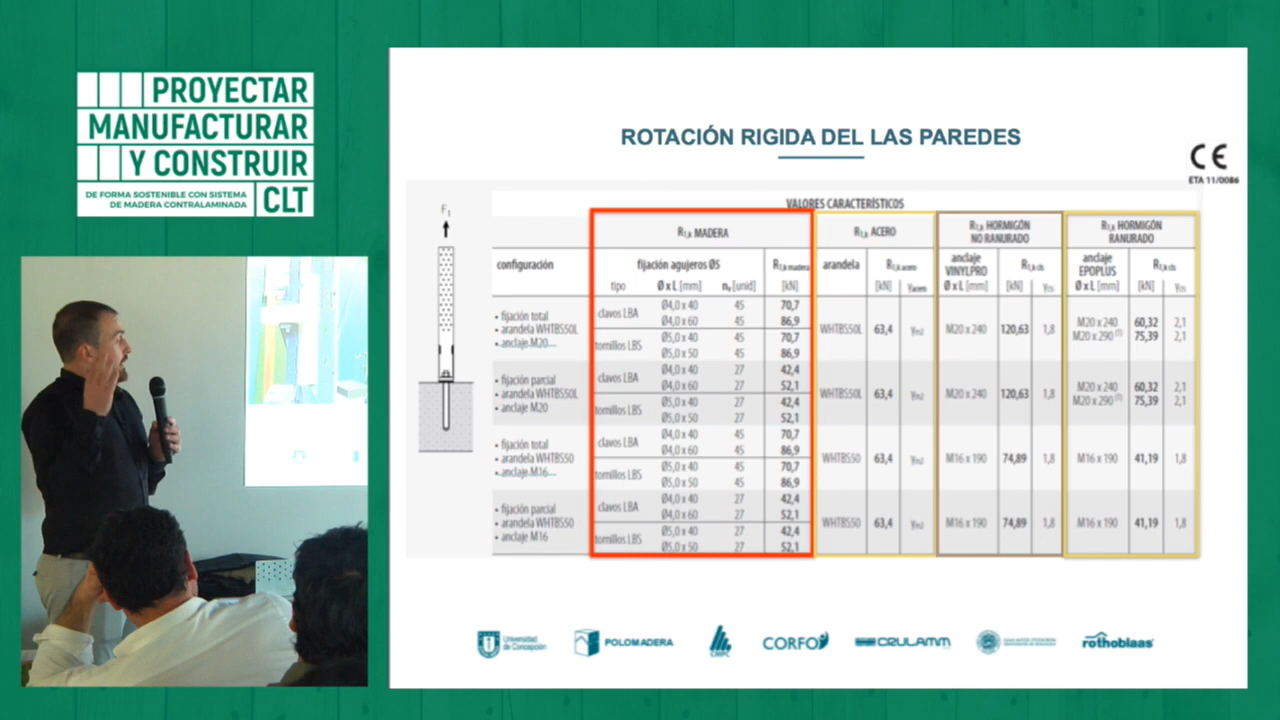 PROYECTAR
MANUFACTURAR
Y CONSTRUIR
DE FORMA SOSTENIBLE CON SISTEMA
DE MADERA CONTRALAMINADA
CLT
ROTACIÓN RIGIDA DEL LAS PAREDES
CE
ETA 11/0086
F1
VALORES CARACTERÍSTICOS
R1,k MADERA R1,k ACERO R1,k HORMIGÓN NO RANURADO R1,k HORMIGÓN RANURADO
configuración fijación agujeros Ø5 R1,k madera arandela R1,k acero anclaje VINYLPRO R1,k cls anclaje EPOPLUS R1,k cls
tipo Ø x L [mm] nv [unid] [kN] [kN] γacero Ø x L [mm] [kN] γm Ø x L [mm] [kN] γm
• fijación total
• arandela WHTBS50L
• anclaje M20
clavos LBA Ø4,0 x 40 45 70,7
Ø4,0 x 60 45 86,9
tornillos LBS Ø5,0 x 40 45 70,7
Ø5,0 x 50 45 86,9
WHTBS50L 63,4 γm2 M20 x 240 120,63 1,8
M20 x 240 60,32 2,1
M20 x 290 (1) 75,39 2,1
• fijación parcial
• arandela WHTBS50L
• anclaje M20
clavos LBA Ø4,0 x 40 27 42,4
Ø4,0 x 60 27 52,1
tornillos LBS Ø5,0 x 40 27 42,4
Ø5,0 x 50 27 52,1
WHTBS50L 63,4 γm2 M20 x 240 120,63 1,8
M20 x 240 60,32 2,1
M20 x 290 (1) 75,39 2,1
• fijación total
• arandela WHTBS50
• anclaje M16
clavos LBA Ø4,0 x 40 45 70,7
Ø4,0 x 60 45 86,9
tornillos LBS Ø5,0 x 40 45 70,7
Ø5,0 x 50 45 86,9
WHTBS50 63,4 γm2 M16 x 190 74,89 1,8 M16 x 190 41,19 1,8
• fijación parcial
• arandela WHTBS50
• anclaje M16
clavos LBA Ø4,0 x 40 27 42,4
Ø4,0 x 60 27 52,1
tornillos LBS Ø5,0 x 40 27 42,4
Ø5,0 x 50 27 52,1
WHTBS50 63,4 γm2 M16 x 190 74,89 1,8 M16 x 190 41,19 1,8
Universidad
de Concepción
POLOMADERA
CMPC
CORFO
CRULAMM
rothoblaas